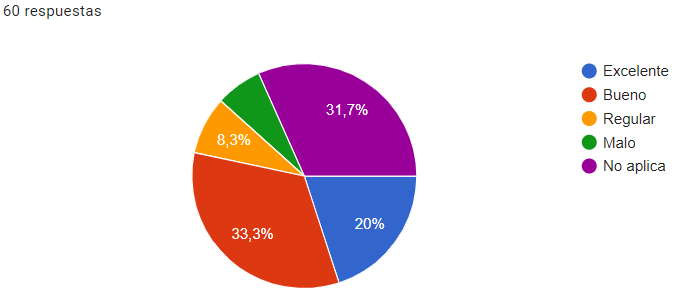 60 respuestas
Excelente
Bueno
Regular
Malo
No aplica
31,7%
8,3%
33,3%
20%